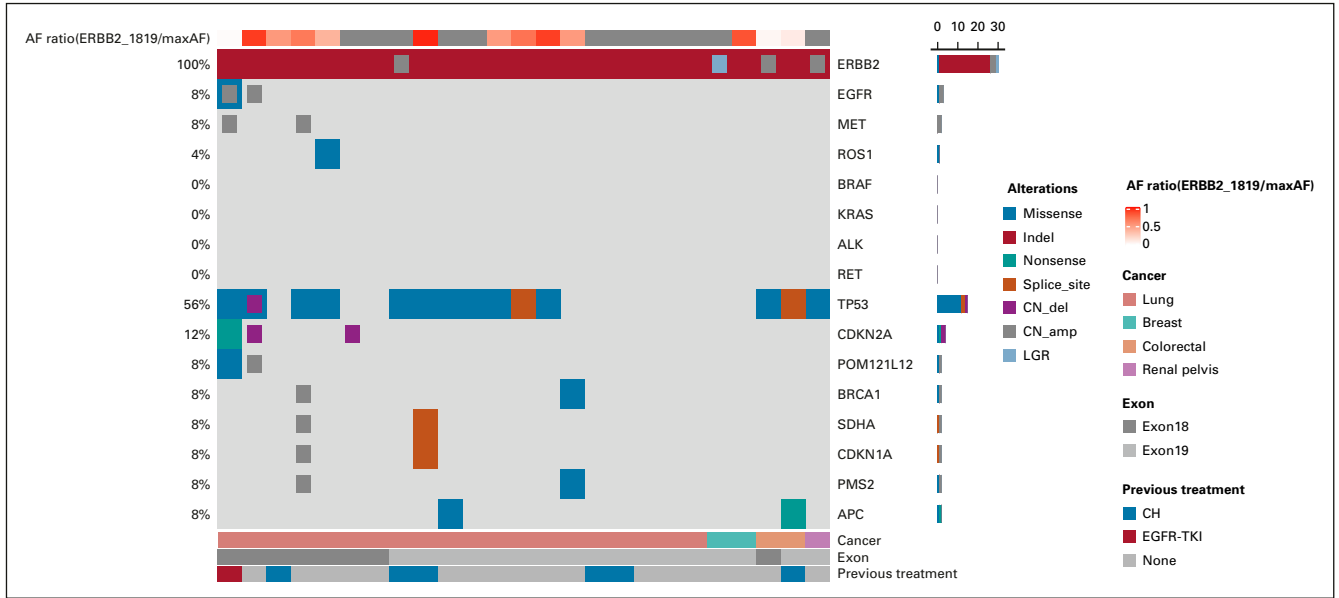 0 10 20 30
AF ratio(ERBB2_1819/maxAF)
100% ERBB2
8% EGFR
8% MET
4% ROS1
0% BRAF
0% KRAS
0% ALK
0% RET
56% TP53
12% CDKN2A
8% POM121L12
8% BRCA1
8% SDHA
8% CDKN1A
8% PMS2
8% APC
Cancer
Exon
Previous treatment
Alterations
Missense
Indel
Nonsense
Splice_site
CN_del
CN_amp
LGR
AF ratio(ERBB2_1819/maxAF)
1
0.5
0
Cancer
Lung
Breast
Colorectal
Renal pelvis
Exon
Exon18
Exon19
Previous treatment
CH
EGFR-TKI
None